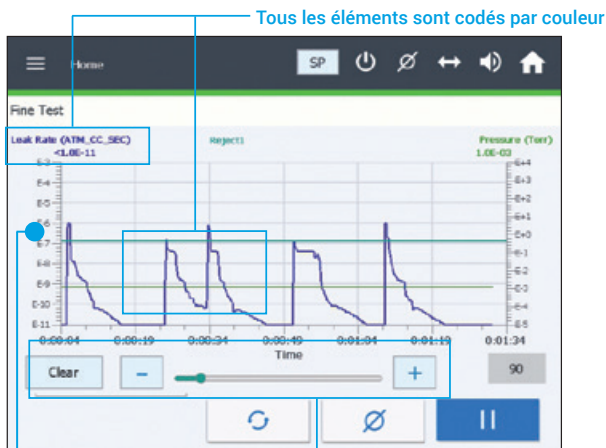 Tous les éléments sont codés par couleur
Home
SP
Fine Test
Leak Rate (ATM_CC_SEC)
<1.0E-11
Reject1
Pressure (Torr)
1.0E-03
E-3
E-4
E-5
E-6
E-7
E-8
E-9
E-10
E-11
E+4
E+3
E+2
E+1
E+0
E-1
E-2
E-3
E-4
E-5
0:00:04
0:00:19
0:00:34
0:00:49
0:01:04
0:01:19
0:01:34
Time
Clear
-
+
90